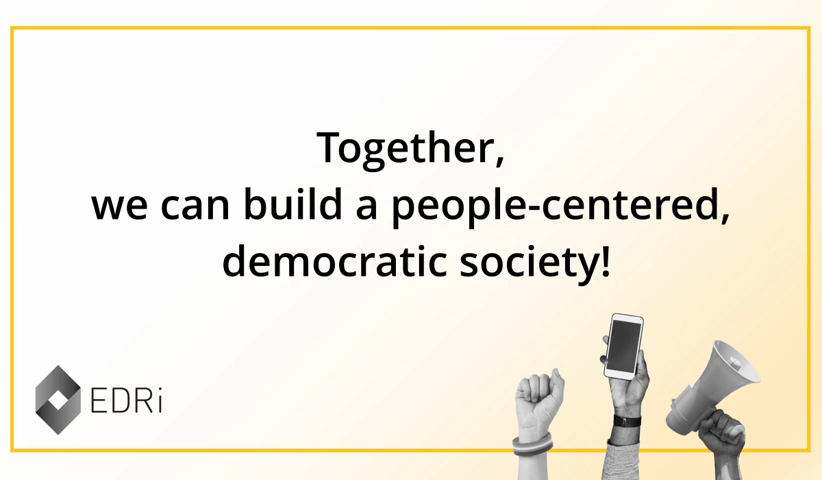 Together,
we can build a people-centered,
democratic society!
EDRi